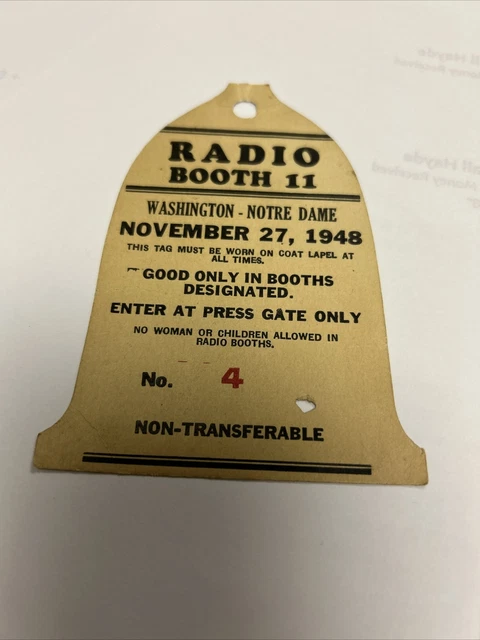 RADIO
BOOTH 11
WASHINGTON - NOTRE DAME
NOVEMBER 27, 1948
THIS TAG MUST BE WORN ON COAT LAPEL AT
ALL TIMES.
GOOD ONLY IN BOOTHS
DESIGNATED.
ENTER AT PRESS GATE ONLY
NO WOMAN OR CHILDREN ALLOWED IN
RADIO BOOTHS.
No. 4
NON-TRANSFERABLE